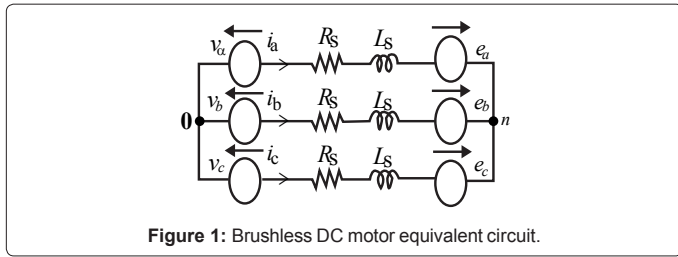 v_α i_a R_S L_S e_a
0 v_b i_b R_S L_S e_b n
v_c i_c R_S L_S e_c
Figure 1: Brushless DC motor equivalent circuit.